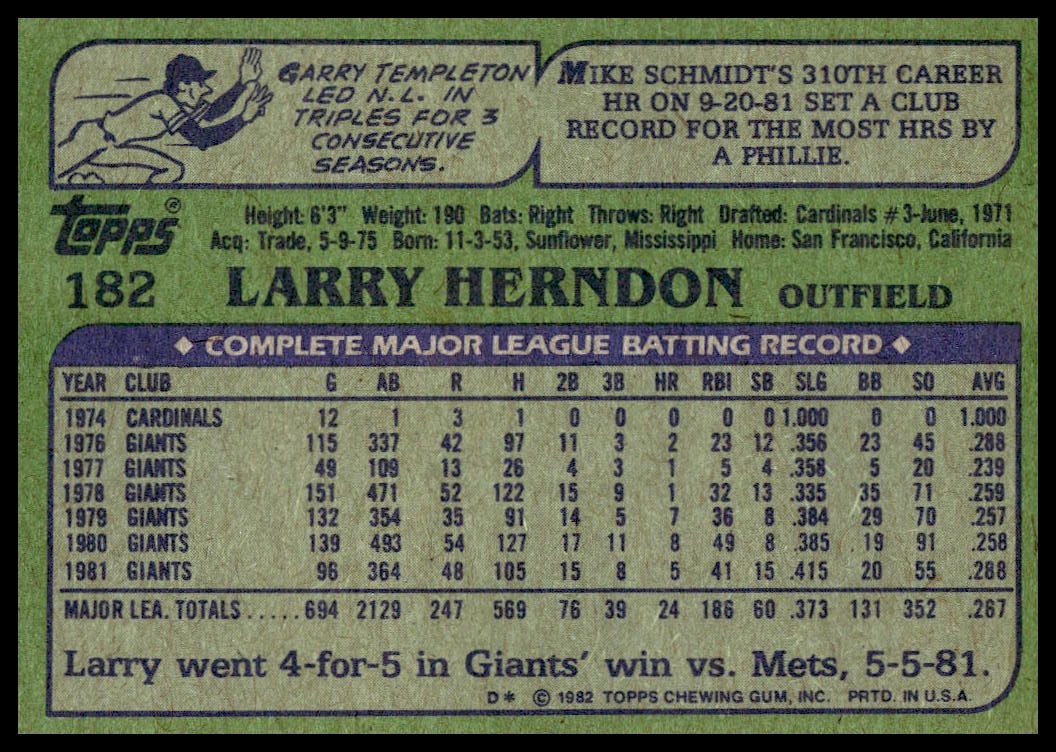 GARRY TEMPLETON
LED N.L. IN
TRIPLES FOR 3
CONSECUTIVE
SEASONS.
MIKE SCHMIDT'S 310TH CAREER
HR ON 9-20-81 SET A CLUB
RECORD FOR THE MOST HRS BY
A PHILLIE.
TOPPS®
Height: 6'3" Weight: 190 Bats: Right Throws: Right Drafted: Cardinals #3-June, 1971
Acq: Trade, 5-9-75 Born: 11-3-53, Sunflower, Mississippi Home: San Francisco, California
182 LARRY HERNDON OUTFIELD
◆ COMPLETE MAJOR LEAGUE BATTING RECORD ◆
YEAR CLUB G AB R H 2B 3B HR RBI SB SLG BB SO AVG
1974 CARDINALS 12 1 3 1 0 0 0 0 0 1.000 0 0 1.000
1976 GIANTS 115 337 42 97 11 3 2 23 12 .356 23 45 .288
1977 GIANTS 49 109 13 26 4 3 1 5 4 .358 5 20 .239
1978 GIANTS 151 471 52 122 15 9 1 32 13 .335 35 71 .259
1979 GIANTS 132 354 35 91 14 5 7 36 8 .384 29 70 .257
1980 GIANTS 139 493 54 127 17 11 8 49 8 .385 19 91 .258
1981 GIANTS 96 364 48 105 15 8 5 41 15 .415 20 55 .288
MAJOR LEA. TOTALS.....694 2129 247 569 76 39 24 186 60 .373 131 352 .267
Larry went 4-for-5 in Giants' win vs. Mets, 5-5-81.
D* © 1982 TOPPS CHEWING GUM, INC. PRTD. IN U.S.A.